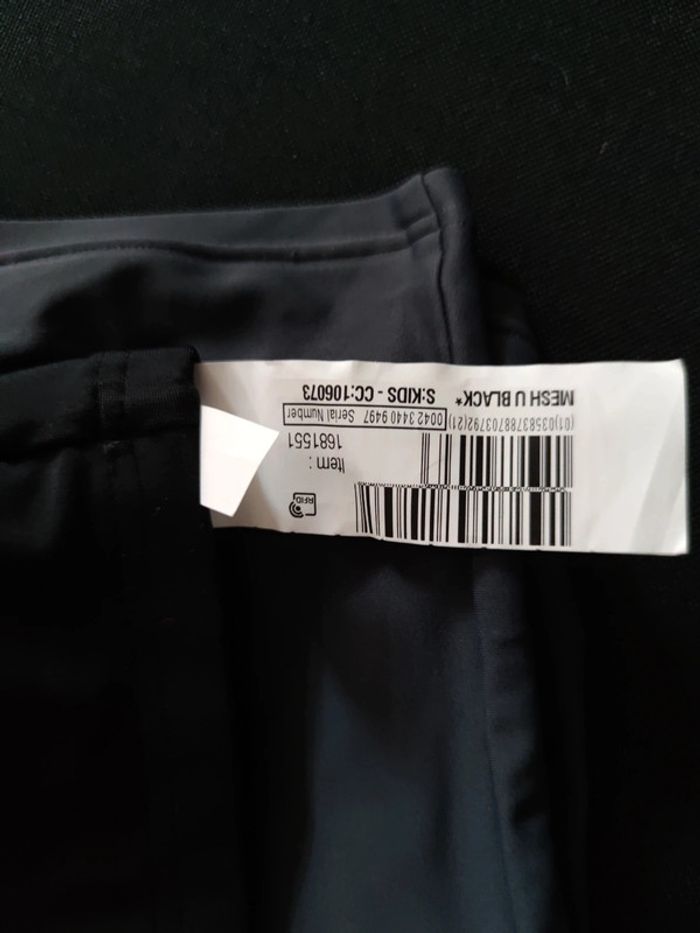 RFID
Item :
1681551
(01)03583788703792(21) 0042 3440 9497 Serial Number
MESH U BLACK* S:KIDS - CC:106073